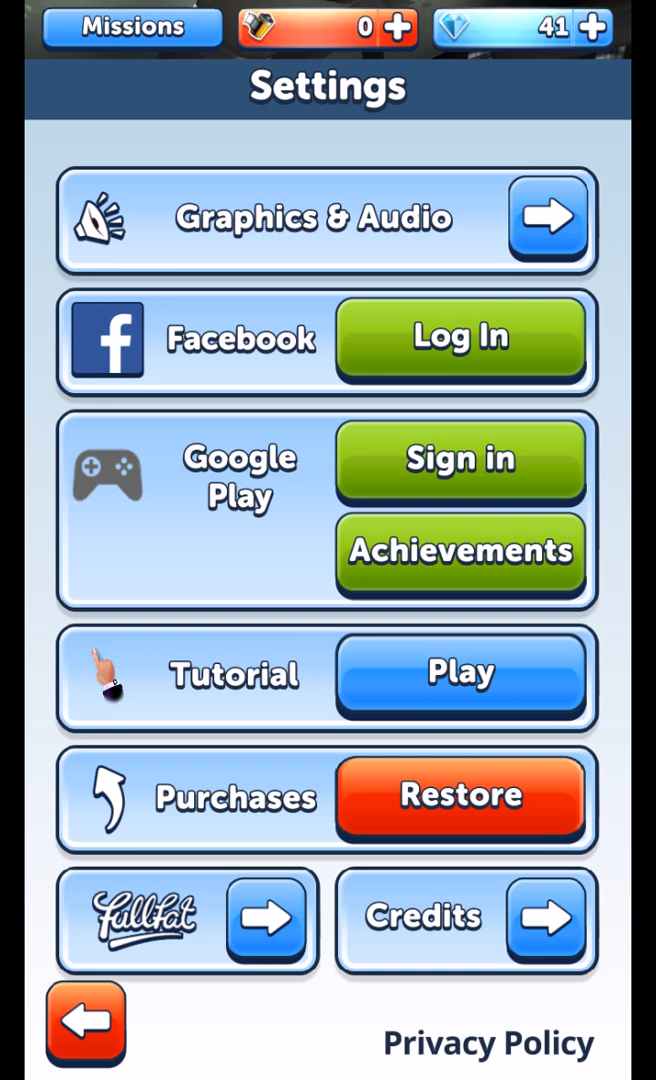 Missions
0
41
Settings
Graphics & Audio
Facebook
Log In
Google
Play
Sign in
Achievements
Tutorial
Play
Purchases
Restore
fullfat
Credits
Privacy Policy